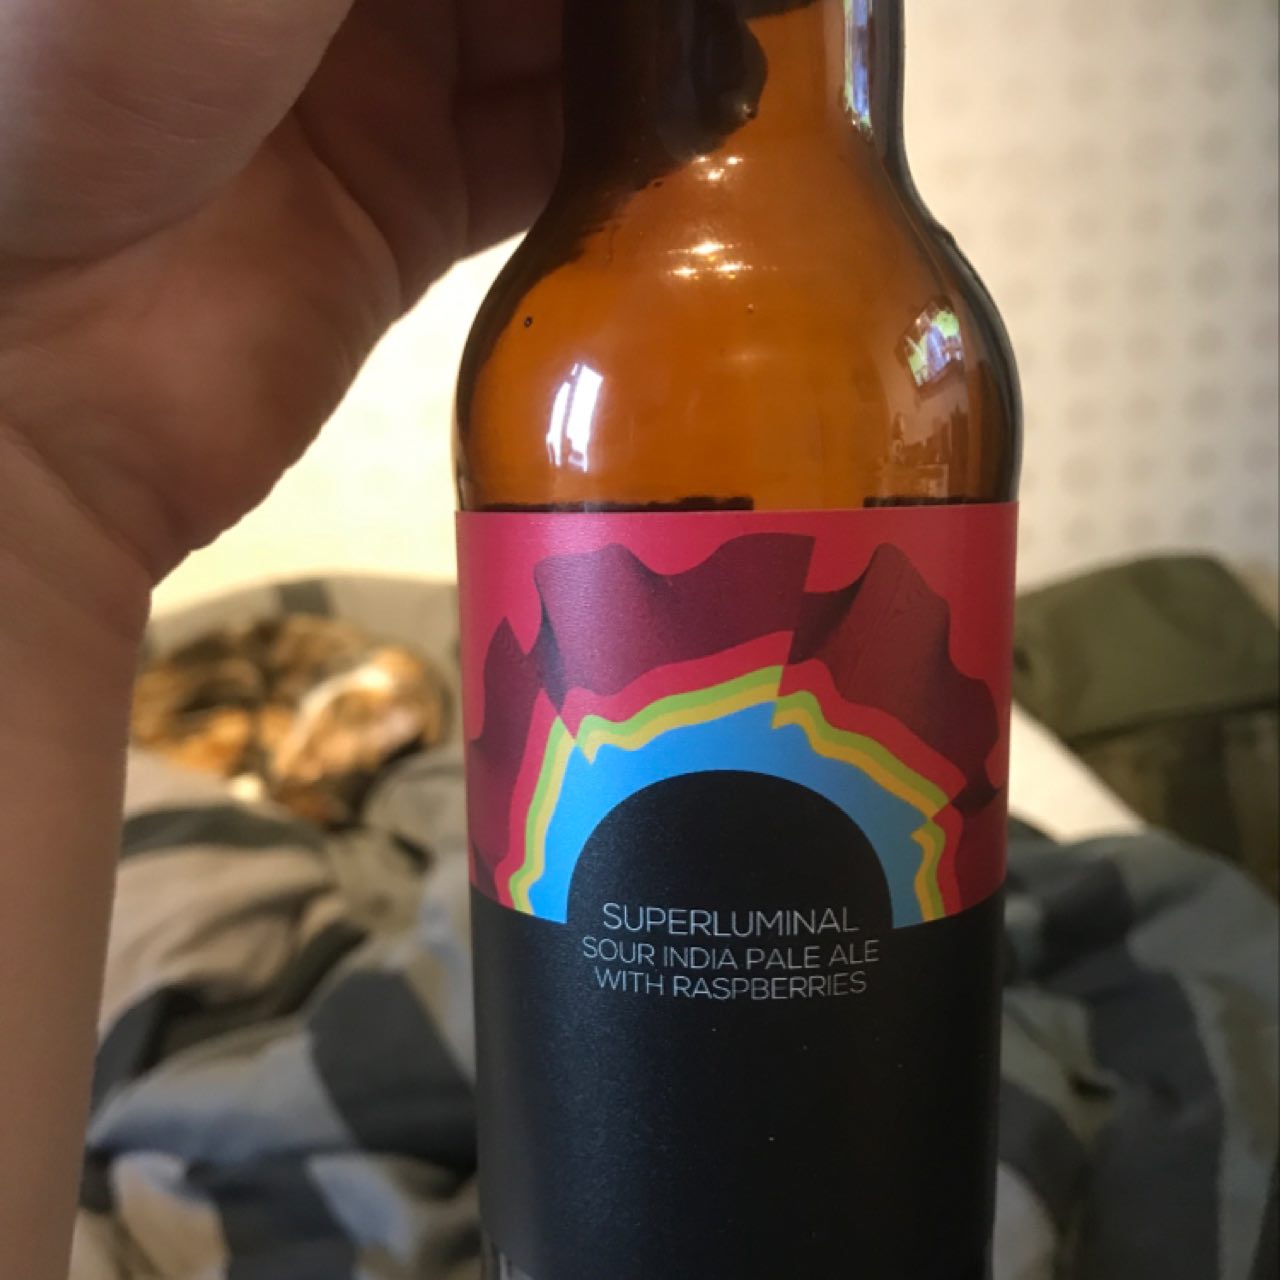 SUPERLUMINAL
SOUR INDIA PALE ALE
WITH RASPBERRIES